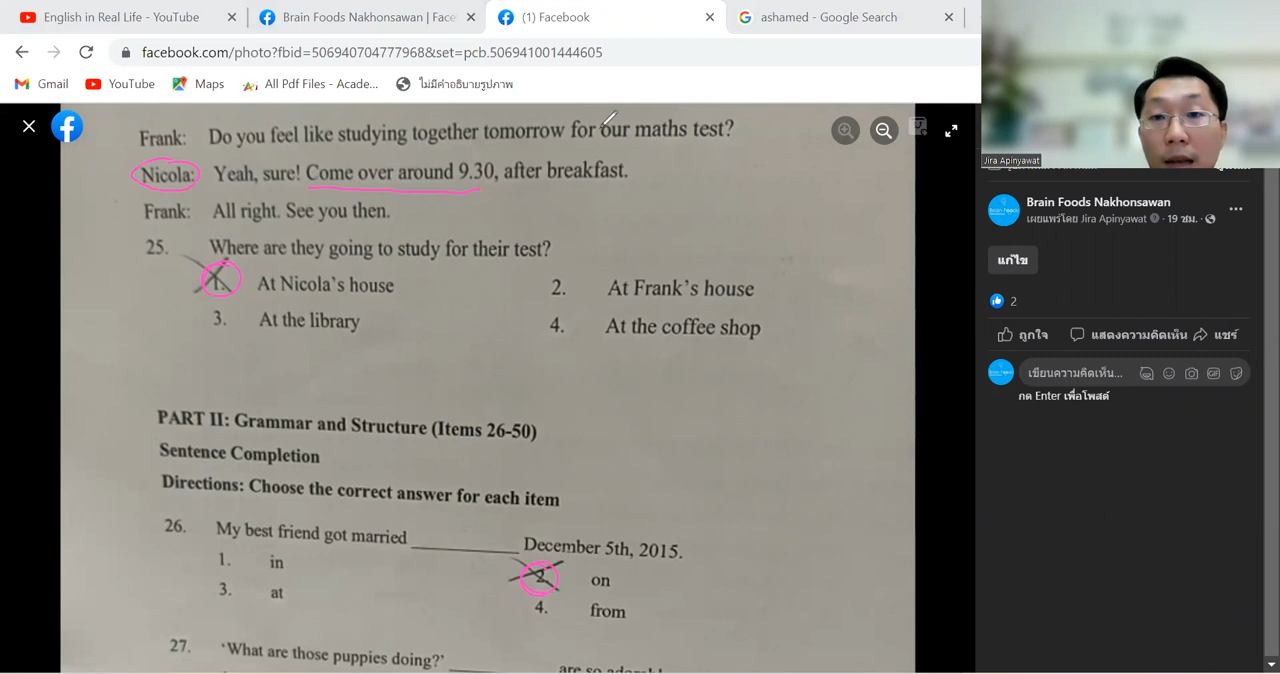 English in Real Life - YouTube
Brain Foods Nakhonsawan | Face
(1) Facebook
ashamed - Google Search
facebook.com/photo?fbid=506940704777968&set=pcb.506941001444605
Gmail
YouTube
Maps
All Pdf Files - Acade...
ไม่มีคำอธิบายรูปภาพ
Frank: Do you feel like studying together tomorrow for our maths test?
Nicola: Yeah, sure! Come over around 9.30, after breakfast.
Frank: All right. See you then.
25. Where are they going to study for their test?
1. At Nicola's house 2. At Frank's house
3. At the library 4. At the coffee shop
PART II: Grammar and Structure (Items 26-50)
Sentence Completion
Directions: Choose the correct answer for each item
26. My best friend got married ________ December 5th, 2015.
1. in 2. on
3. at 4. from
27. 'What are those puppies doing?' ________ are so
Jira Apinyawat
Brain Foods Nakhonsawan
เผยแพร่โดย Jira Apinyawat
· 19 ชม. ·
แก้ไข
2
ถูกใจ
แสดงความคิดเห็น
แชร์
เขียนความคิดเห็น...
กด Enter เพื่อโพสต์